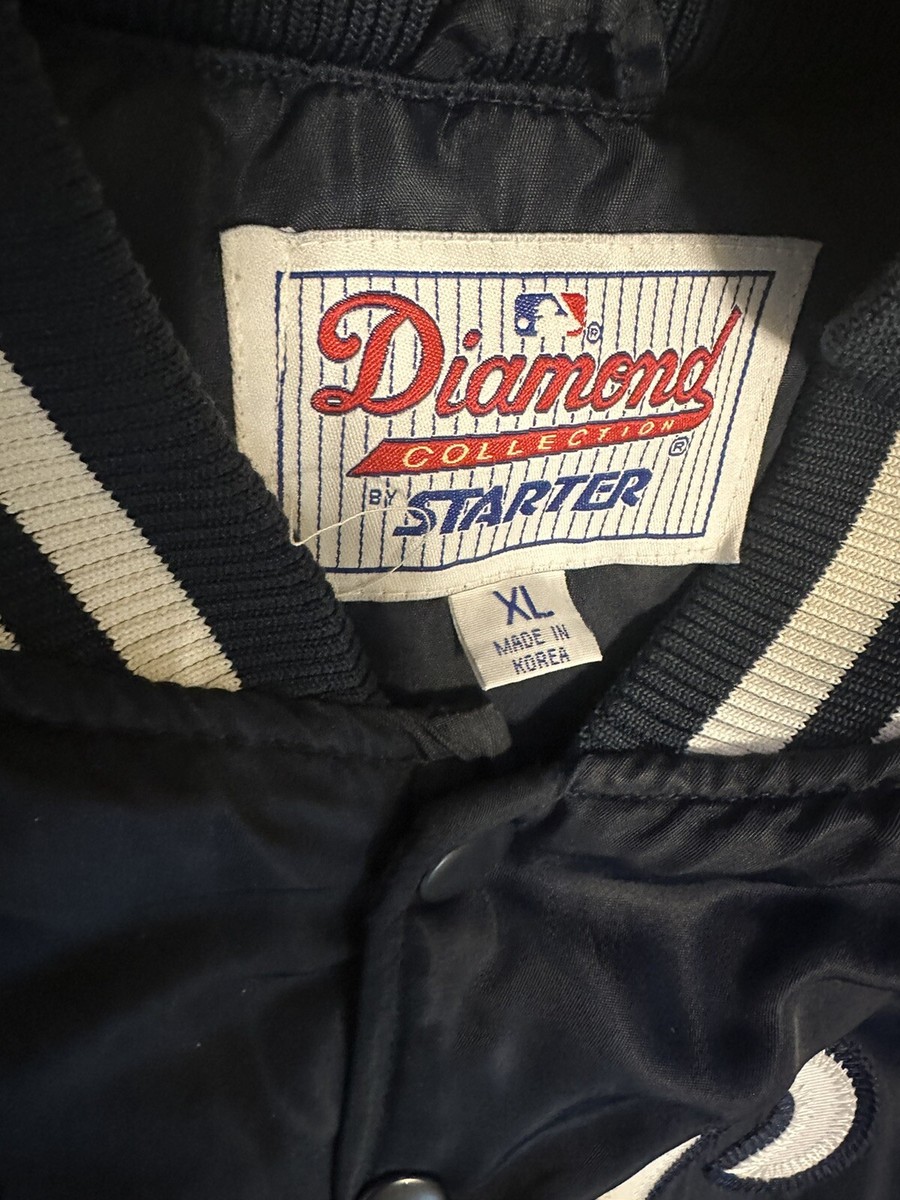 Diamond ®
COLLECTION ®
BY STARTER
XL
MADE IN
KOREA